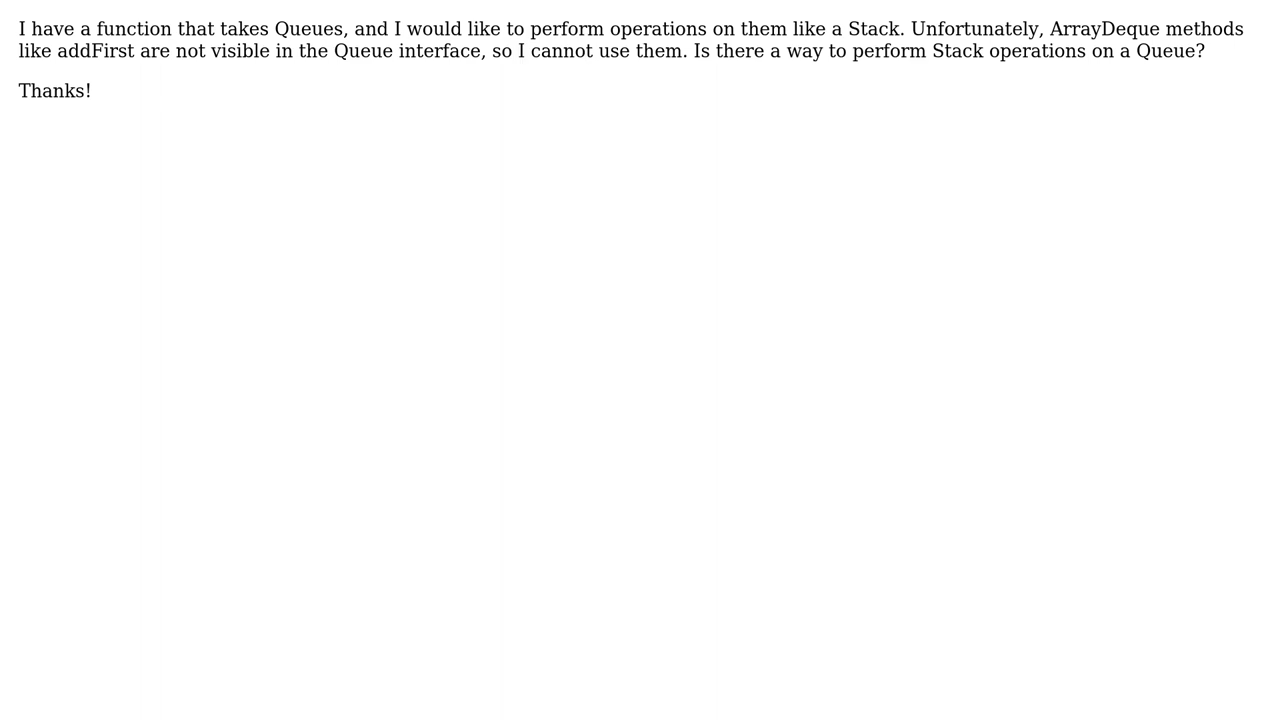 I have a function that takes Queues, and I would like to perform operations on them like a Stack. Unfortunately, ArrayDeque methods
like addFirst are not visible in the Queue interface, so I cannot use them. Is there a way to perform Stack operations on a Queue?
Thanks!